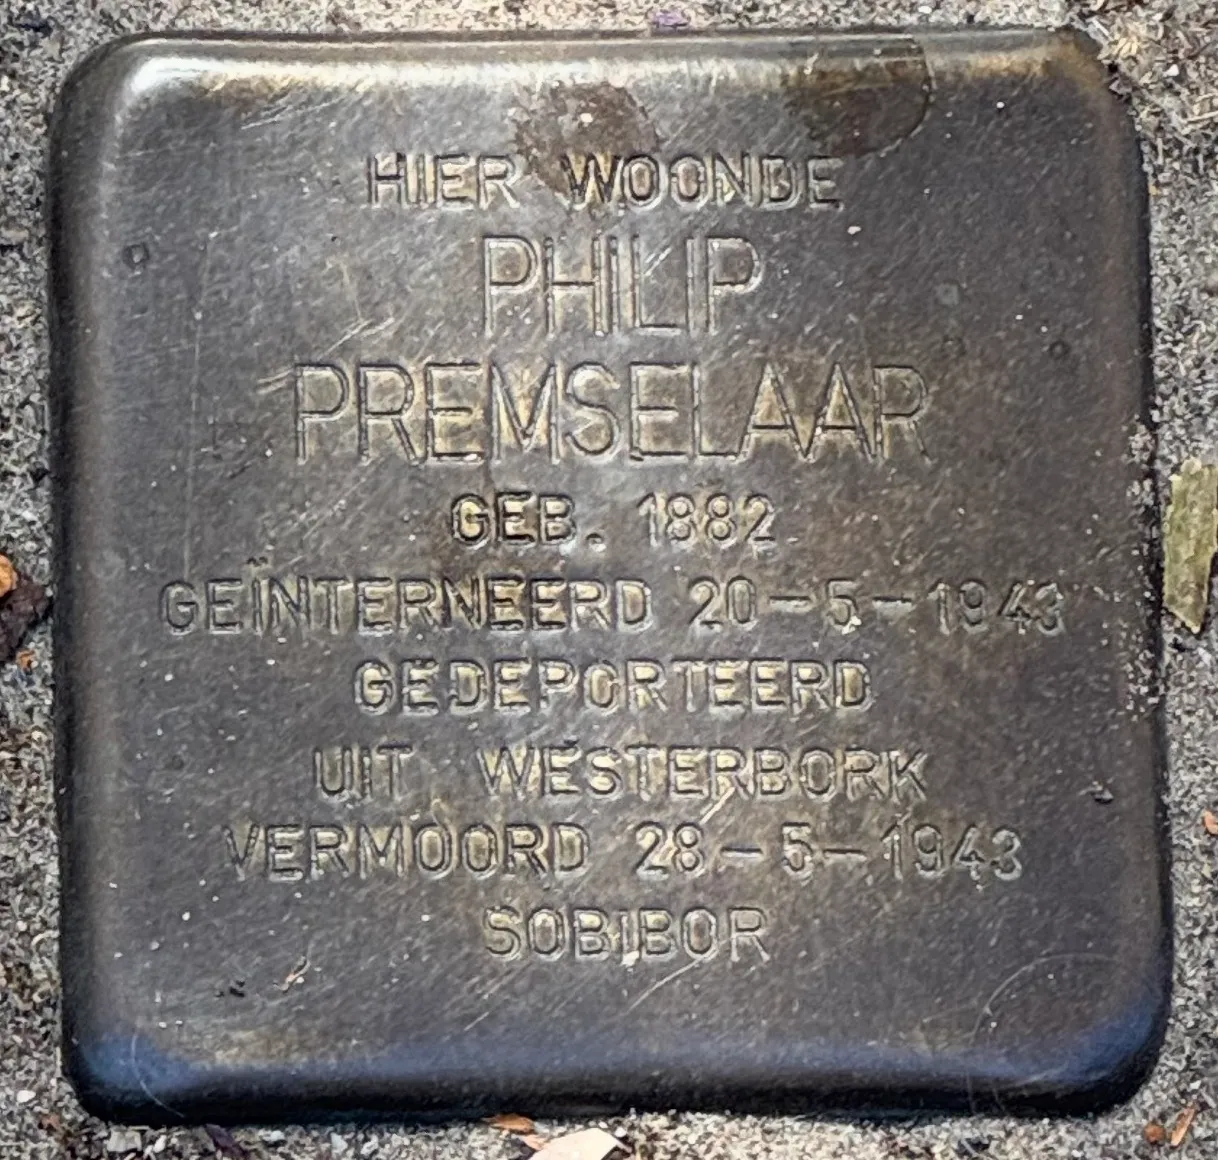 HIER WOONDE
PHILIP
PREMSELAAR
GEB. 1882
GEÏNTERNEERD 20-5-1943
GEDEPORTEERD
UIT WESTERBORK
VERMOORD 28-5-1943
SOBIBOR